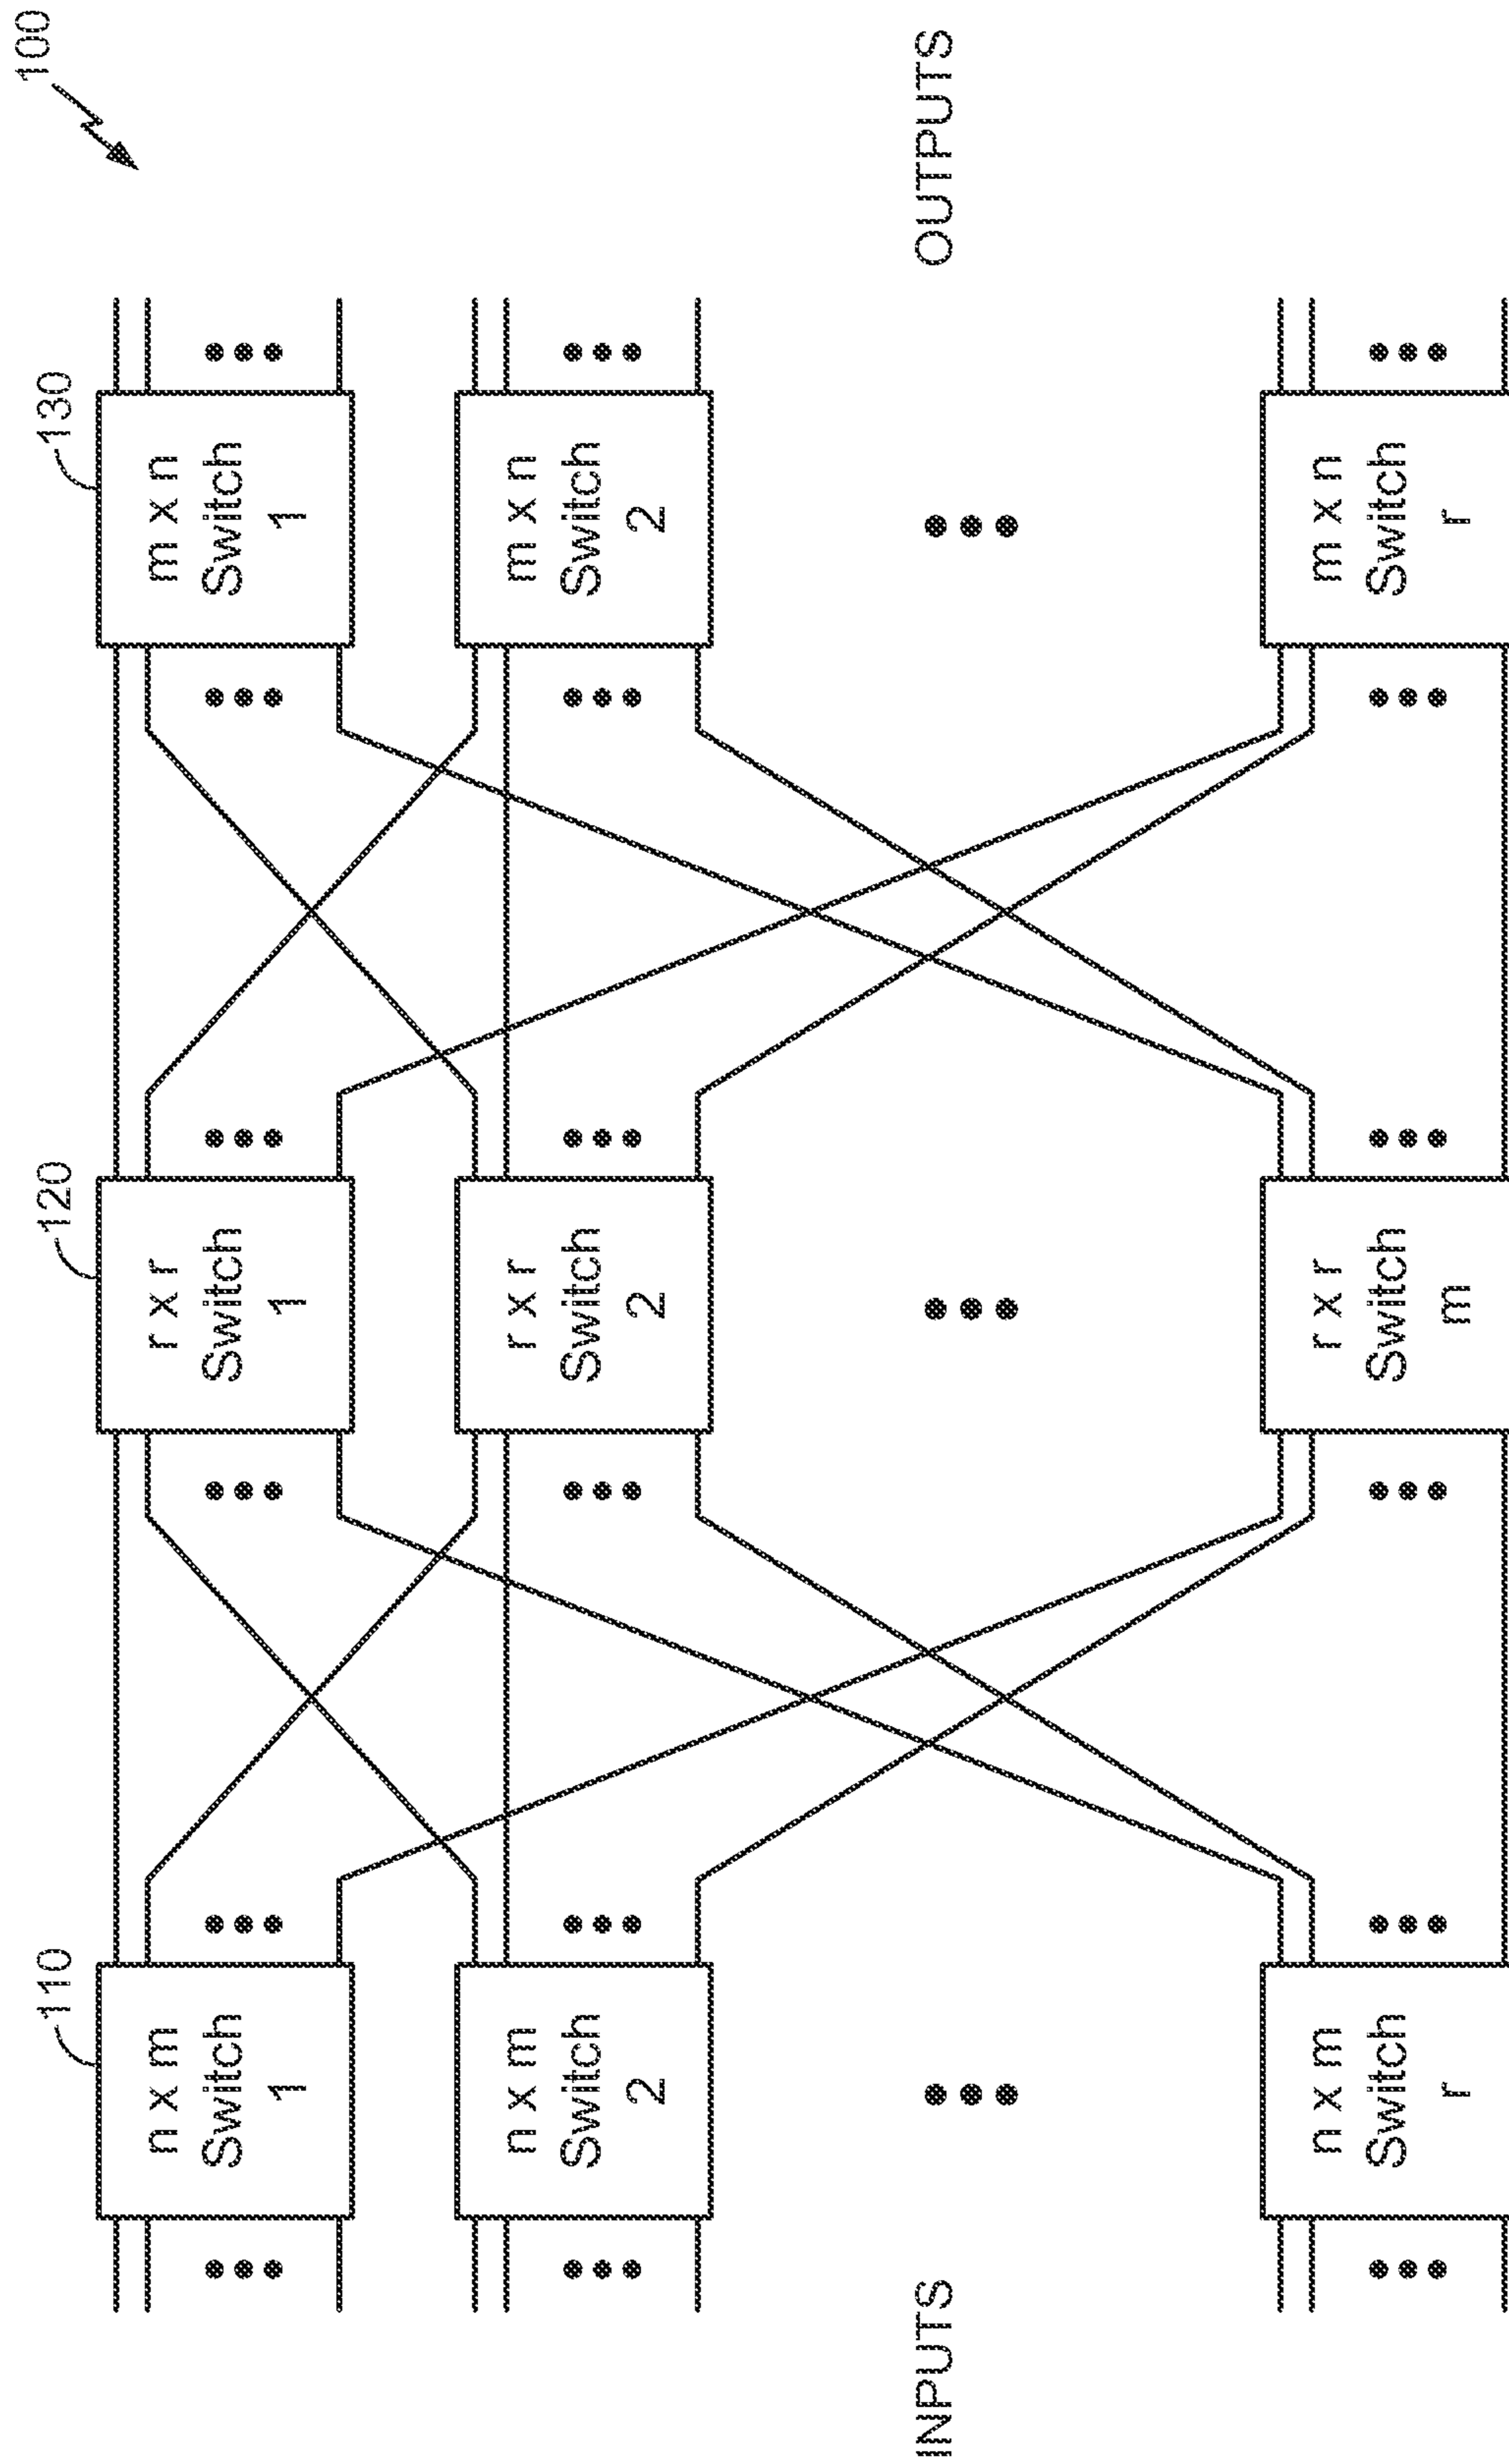 100
110
120
130
n x m
Switch
1
r x r
Switch
1
m x n
Switch
1
n x m
Switch
2
r x r
Switch
2
m x n
Switch
2
INPUTS
OUTPUTS
n x m
Switch
r
r x r
Switch
m
m x n
Switch
r